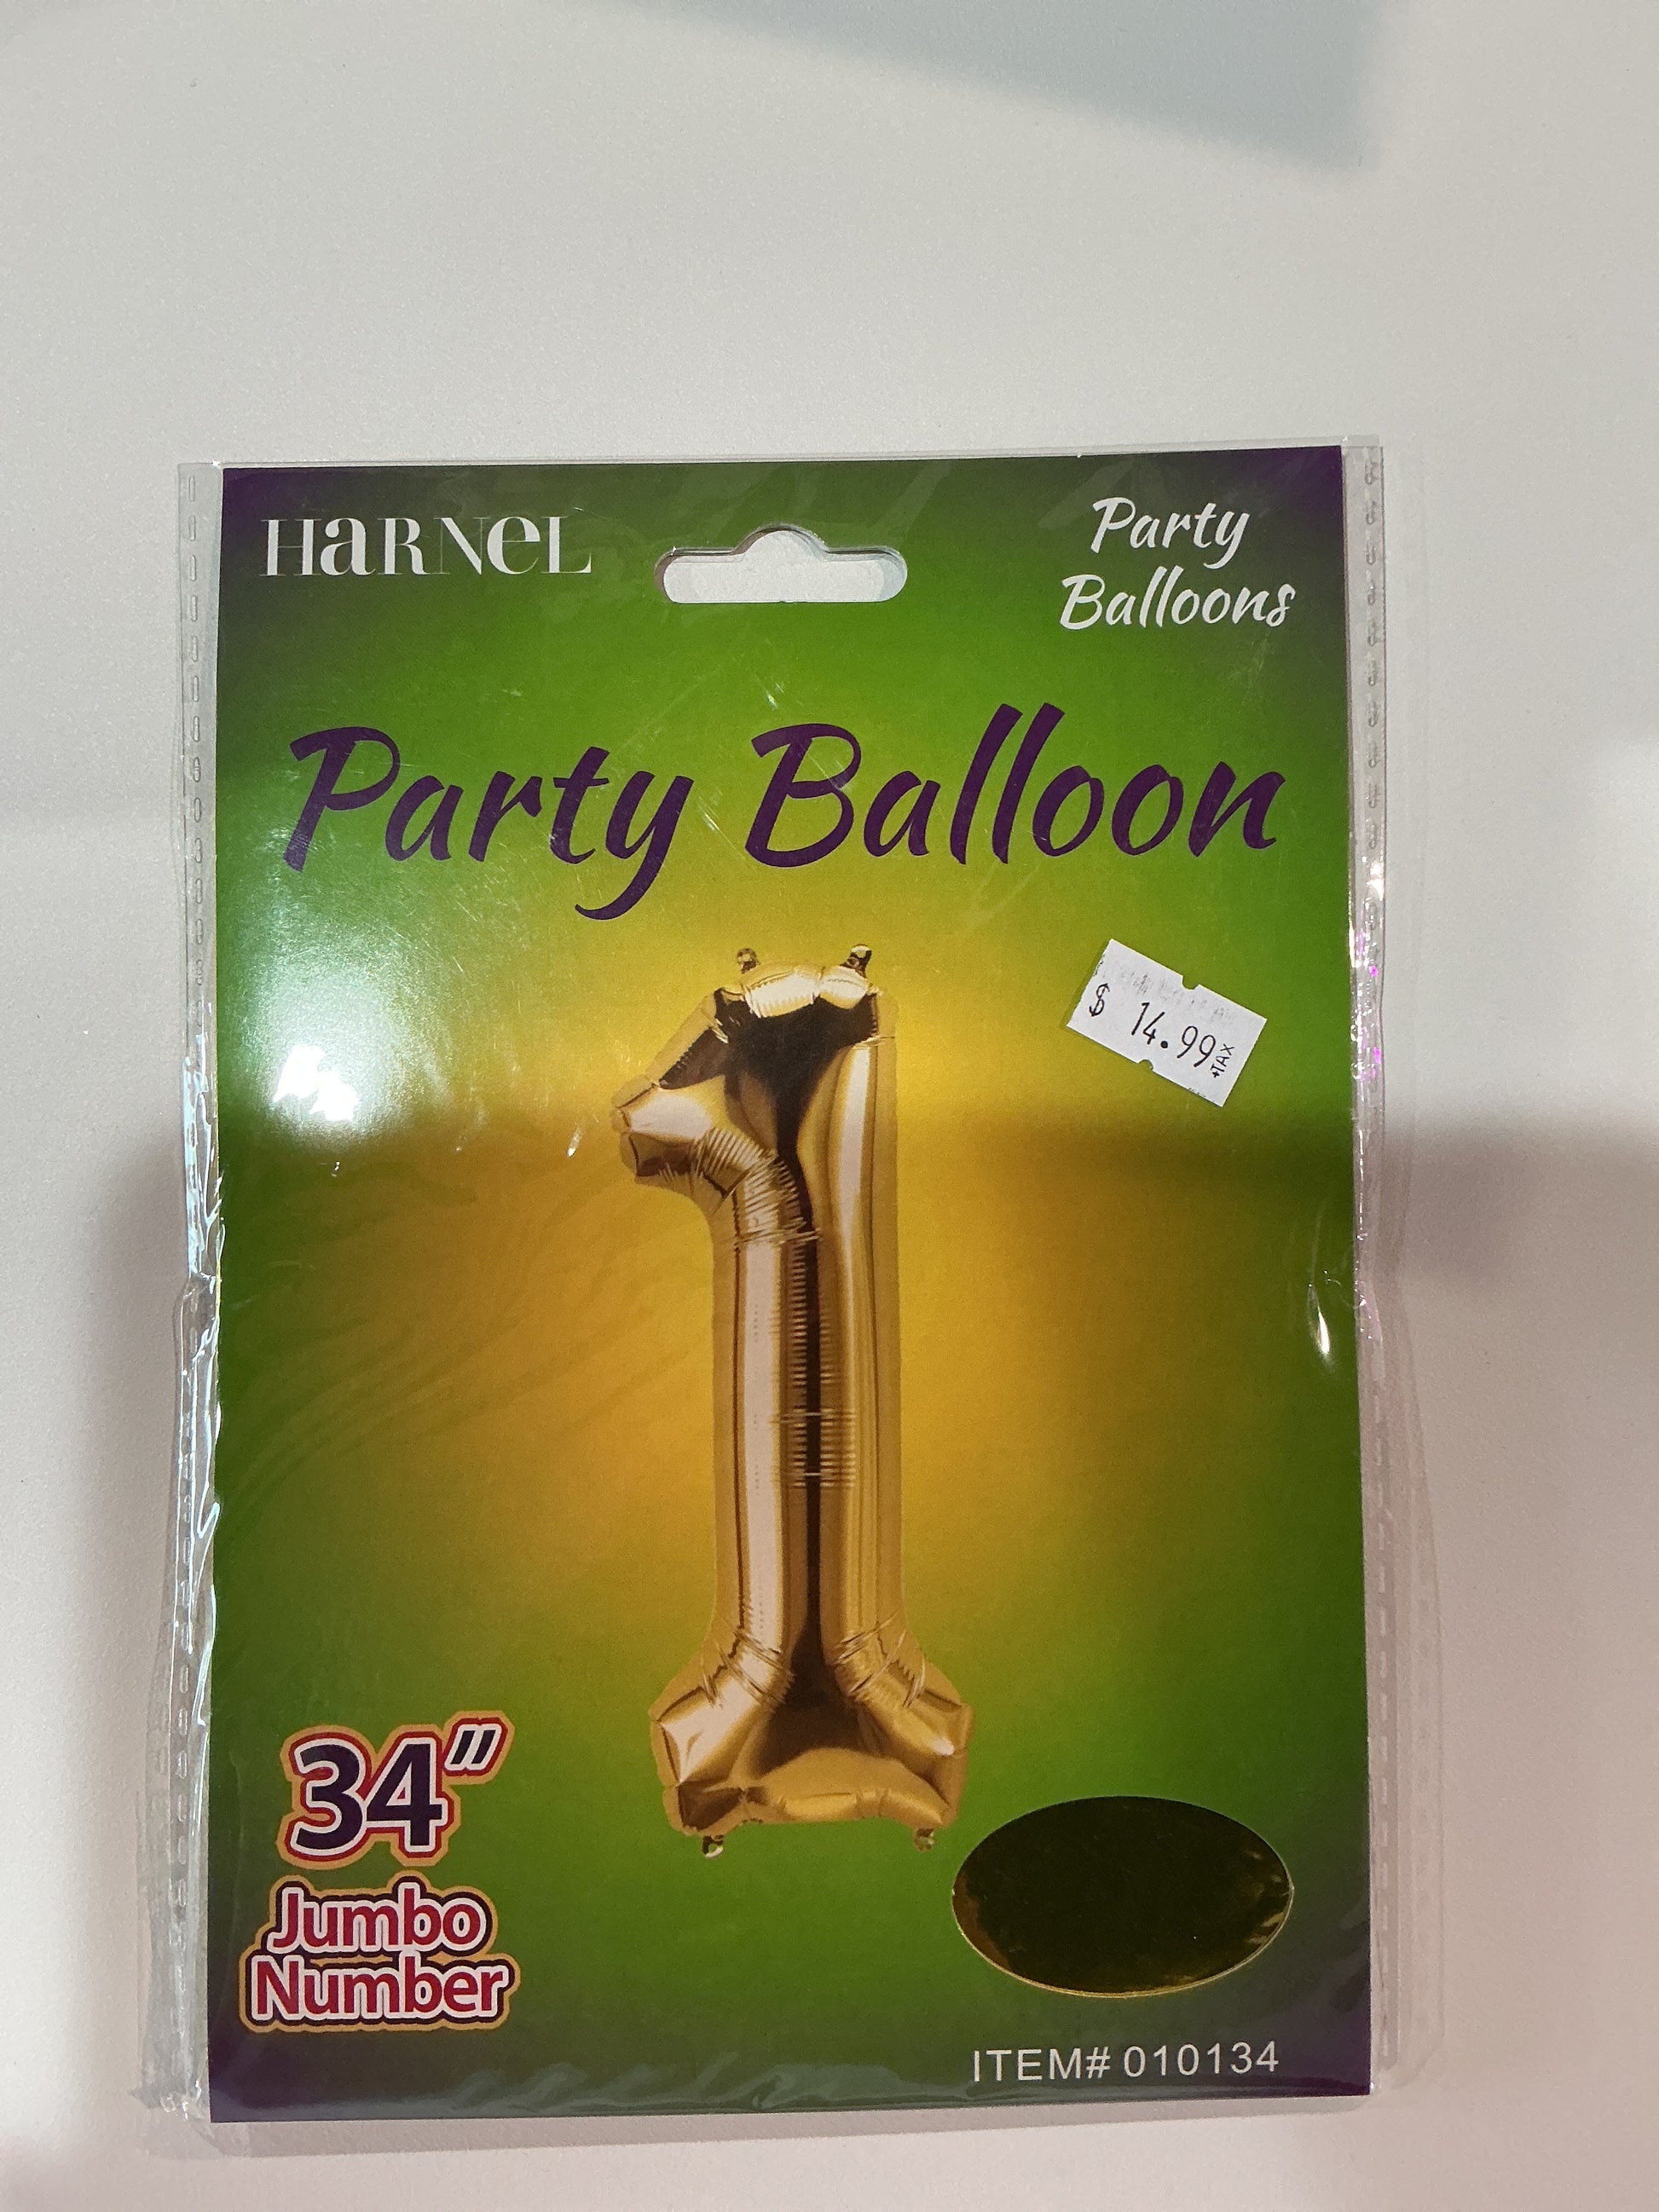 HARNEL
Party
Balloons
Party Balloon
$ 14.99 +TAX
34"
Jumbo
Number
ITEM# 010134